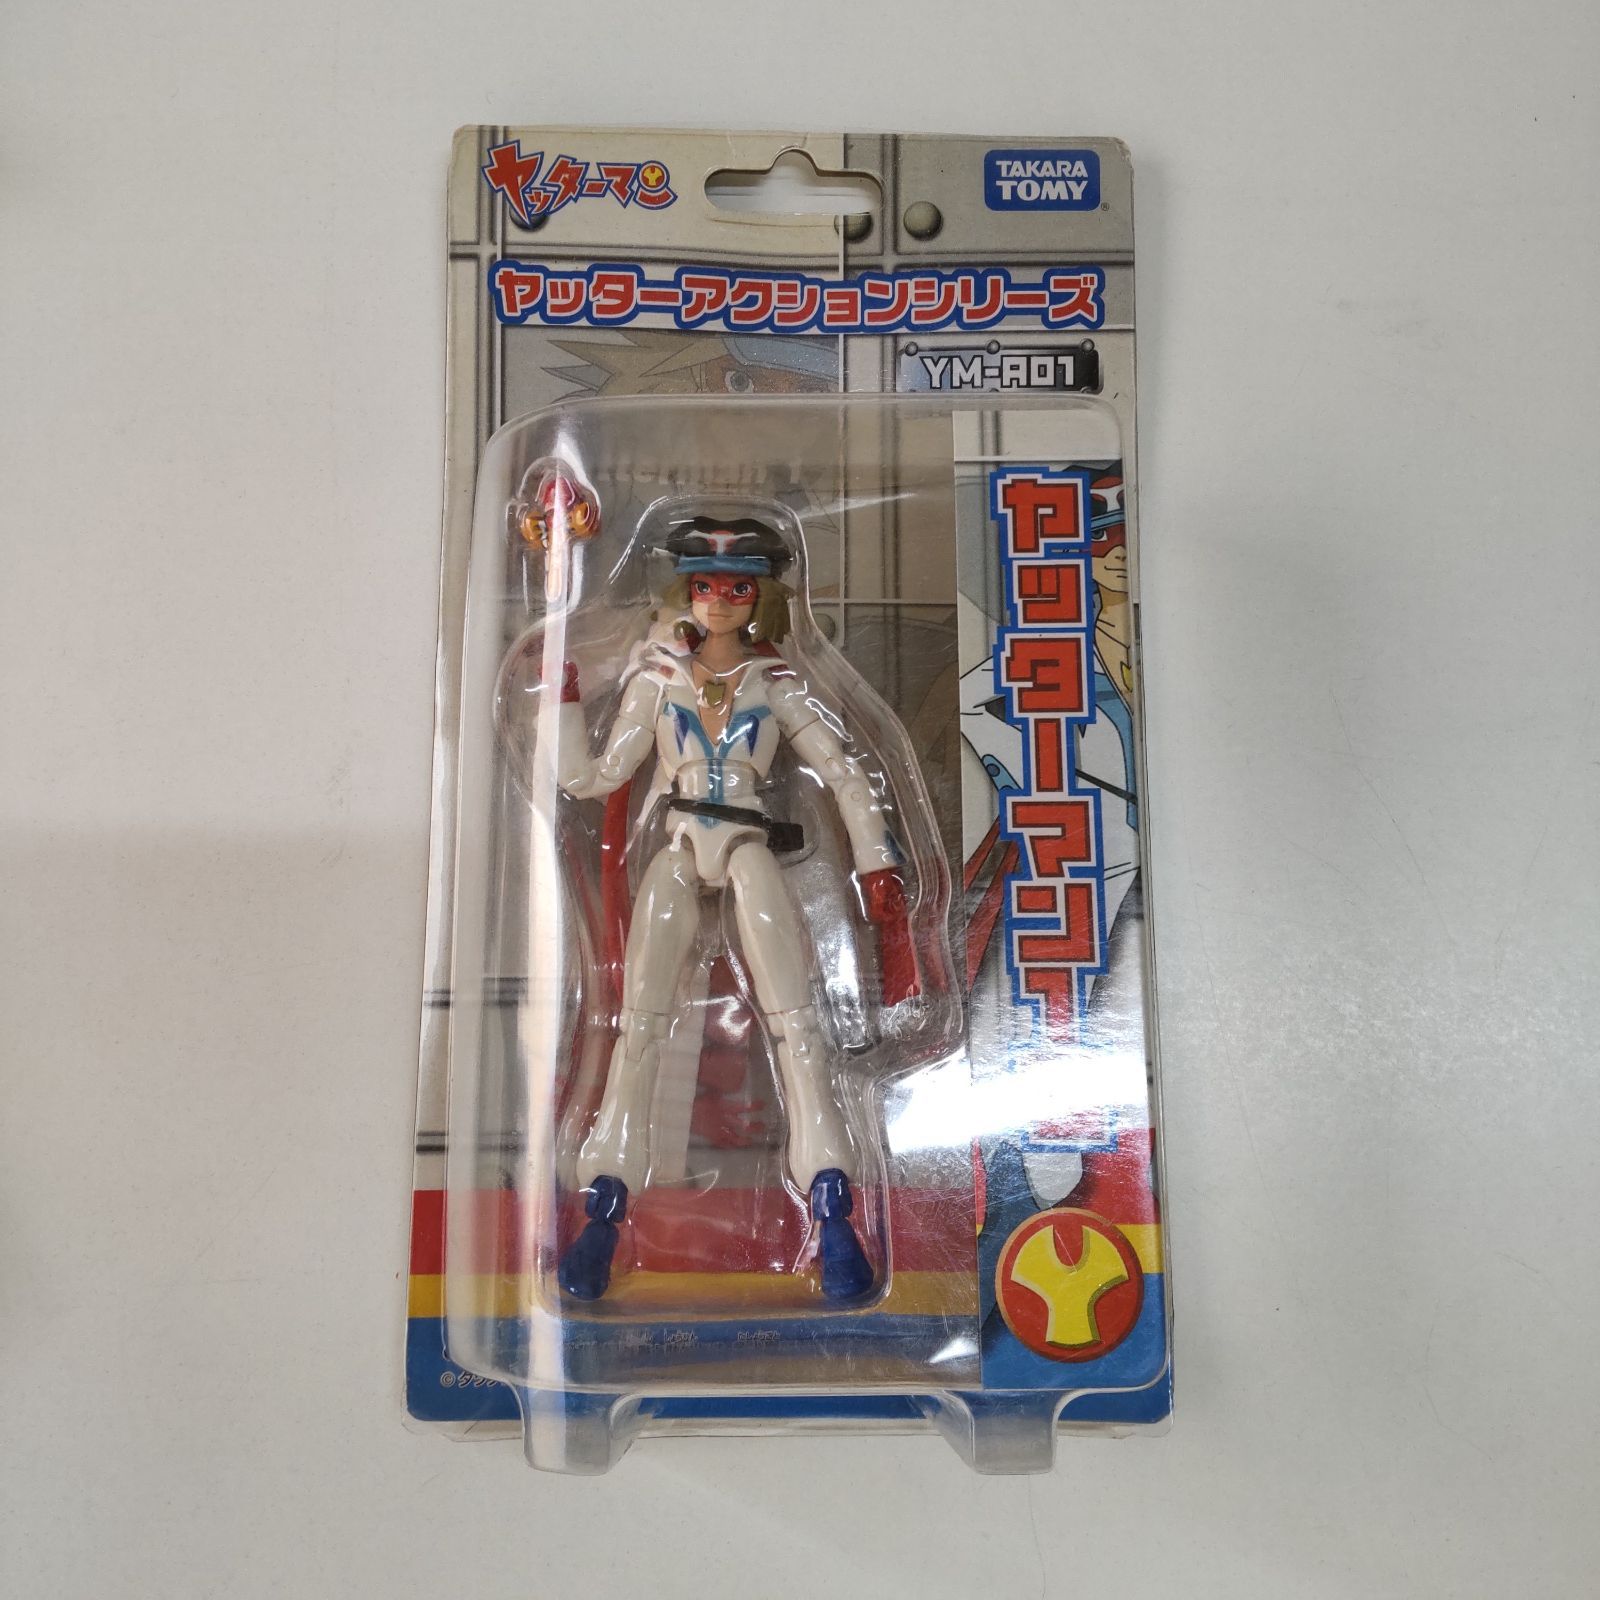 ヤッターマン
TAKARA
TOMY
ヤッターアクションシリーズ
YM-A01
ヤッターマン1号